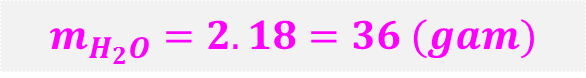 m_{H_2O} = 2.18 = 36 (gam)